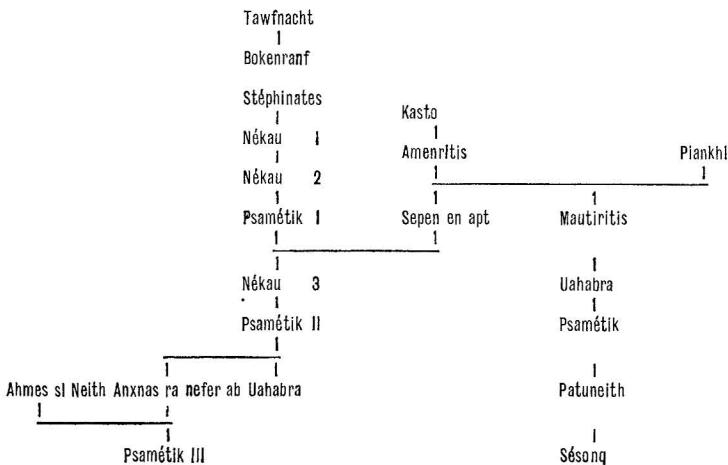 Tawfnacht
Bokenranf
Stéphinates
Kasto
Nékau 1
Amenritis Piankhi
Nékau 2
Psamétik 1 Sepen en apt Mautiritis
Nékau 3 Uahabra
Psamétik II Psamétik
Ahmes si Neith Anxnas ra nefer ab Uahabra Patuneith
Psamétik III Sésonq